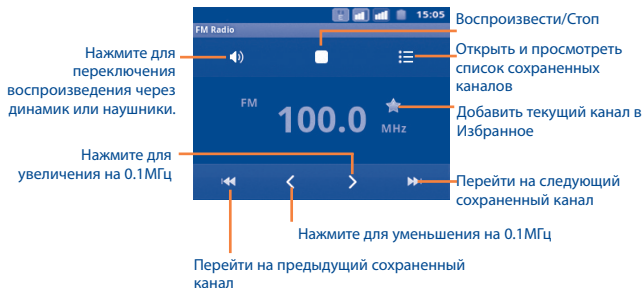 15:05
FM Radio
Воспроизвести/Стоп
Нажмите для
переключения
воспроизведения через
динамик или наушники.
Открыть и просмотреть
список сохраненных
каналов
FM
100.0
MHz
Добавить текущий канал в
Избранное
Нажмите для
увеличения на 0.1МГц
Перейти на следующий
сохраненный канал
Нажмите для уменьшения на 0.1МГц
Перейти на предыдущий сохраненный
канал